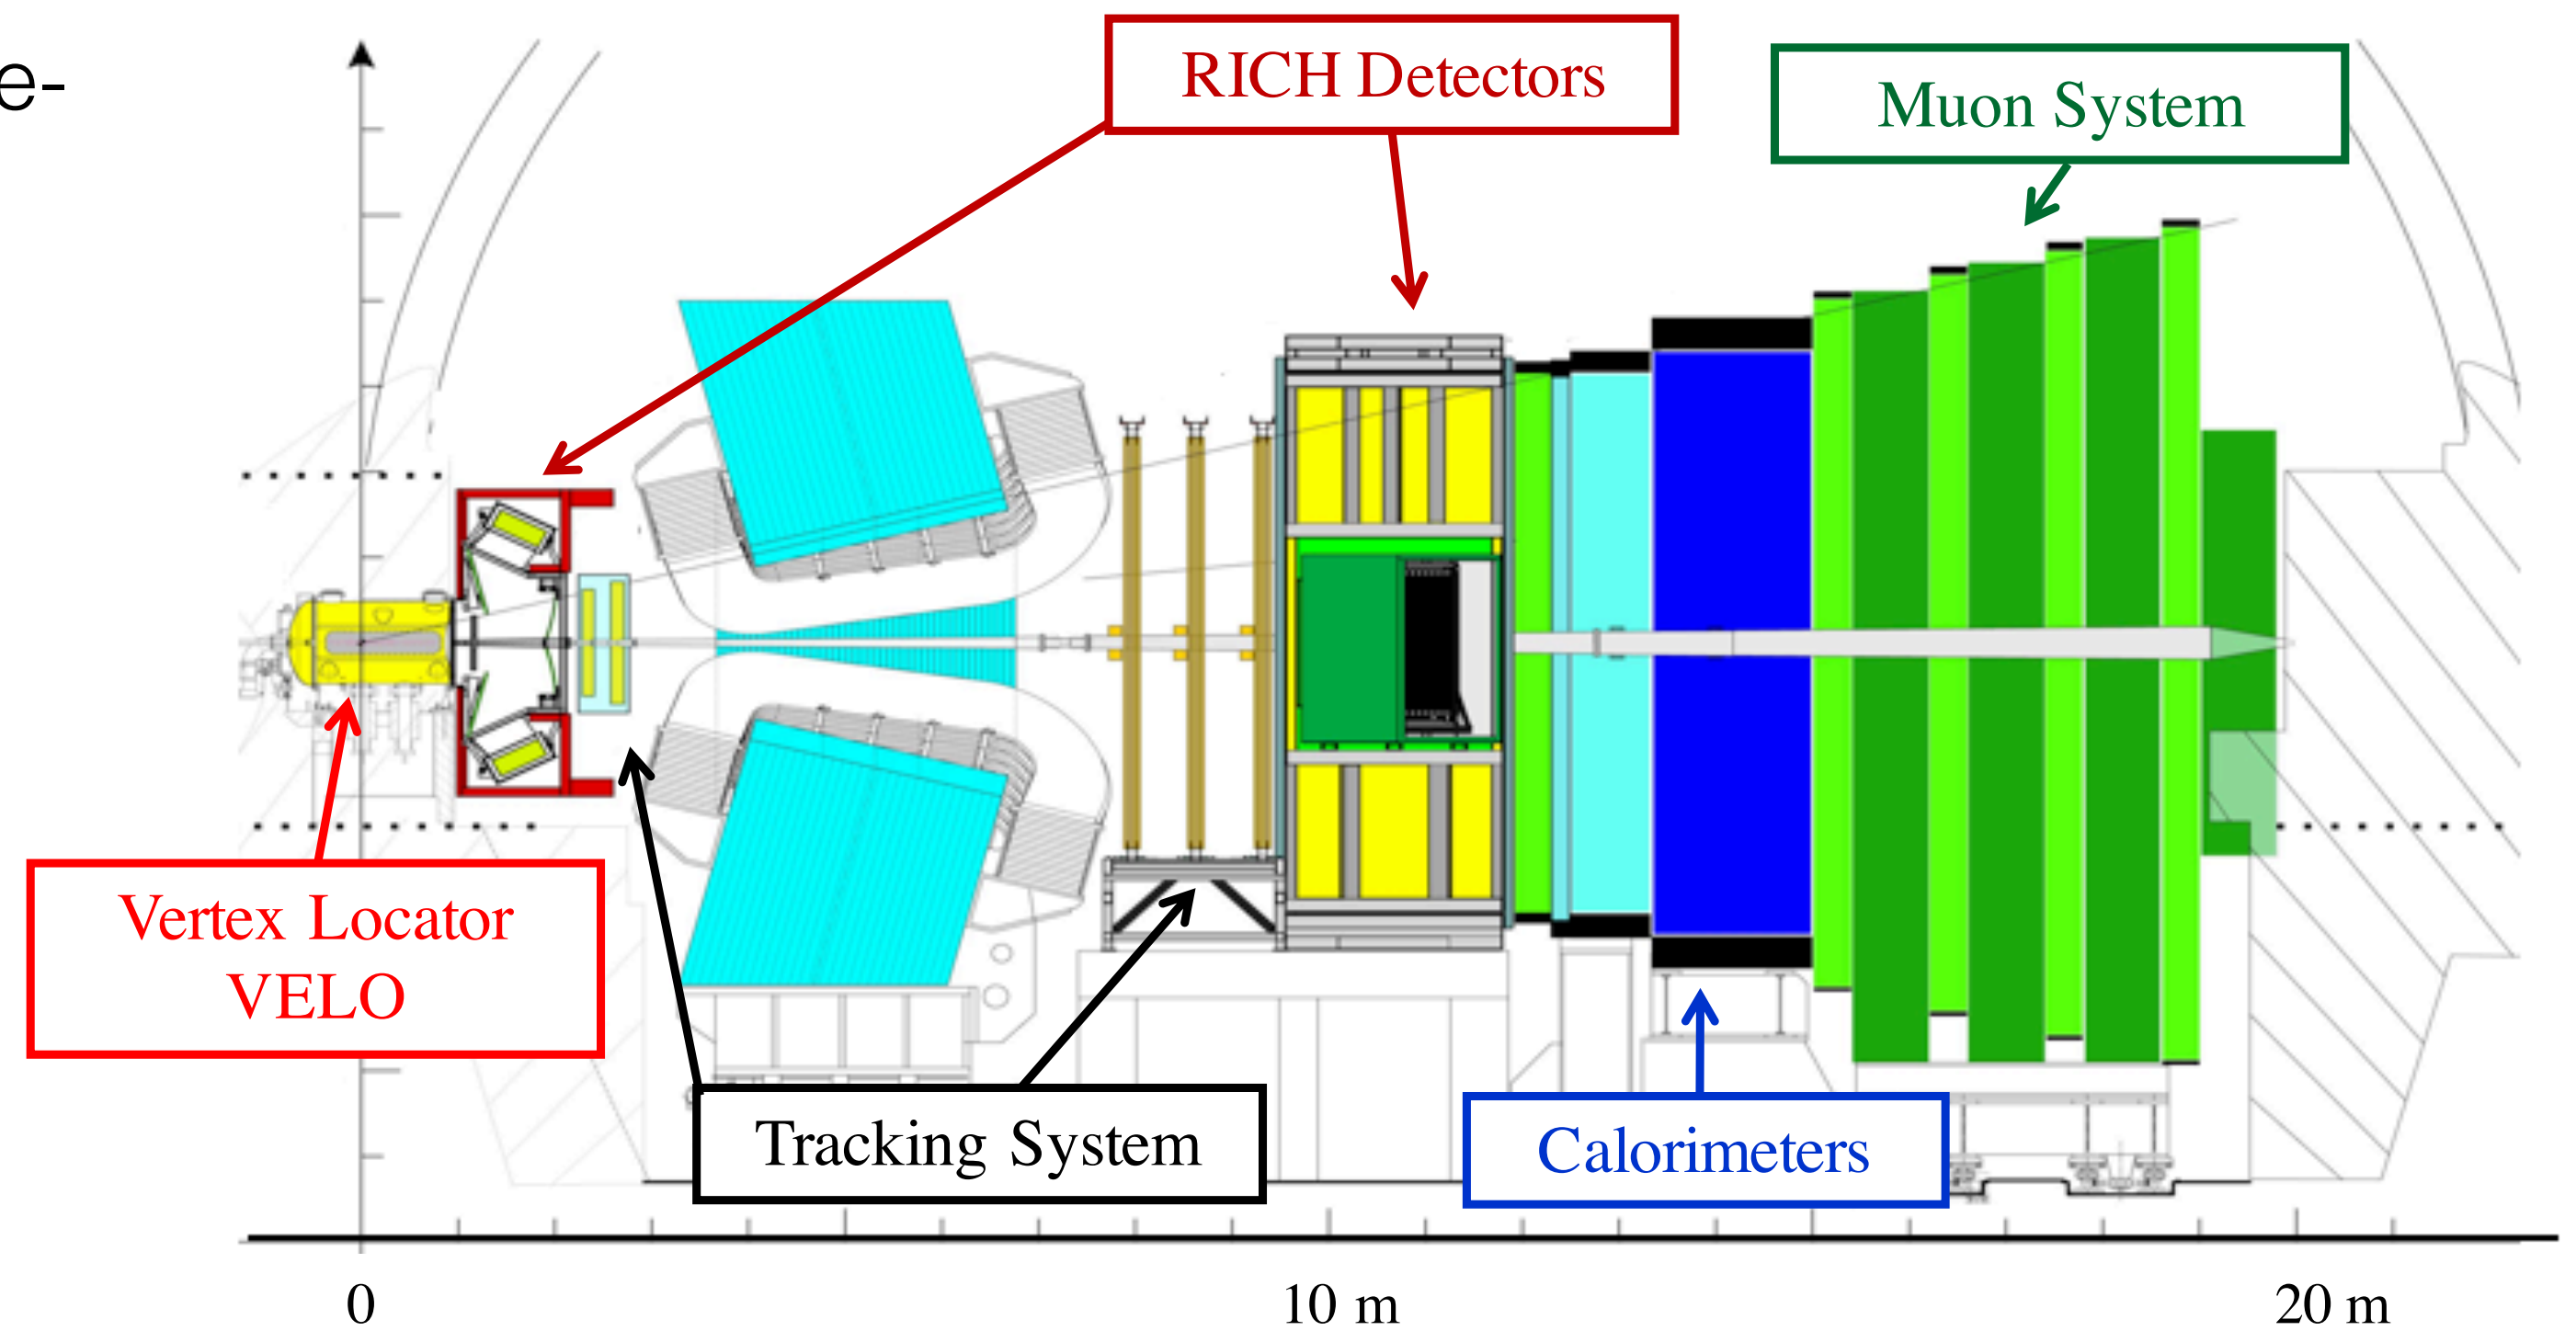 e-
RICH Detectors
Muon System
Vertex Locator
VELO
Tracking System
Calorimeters
0
10 m
20 m